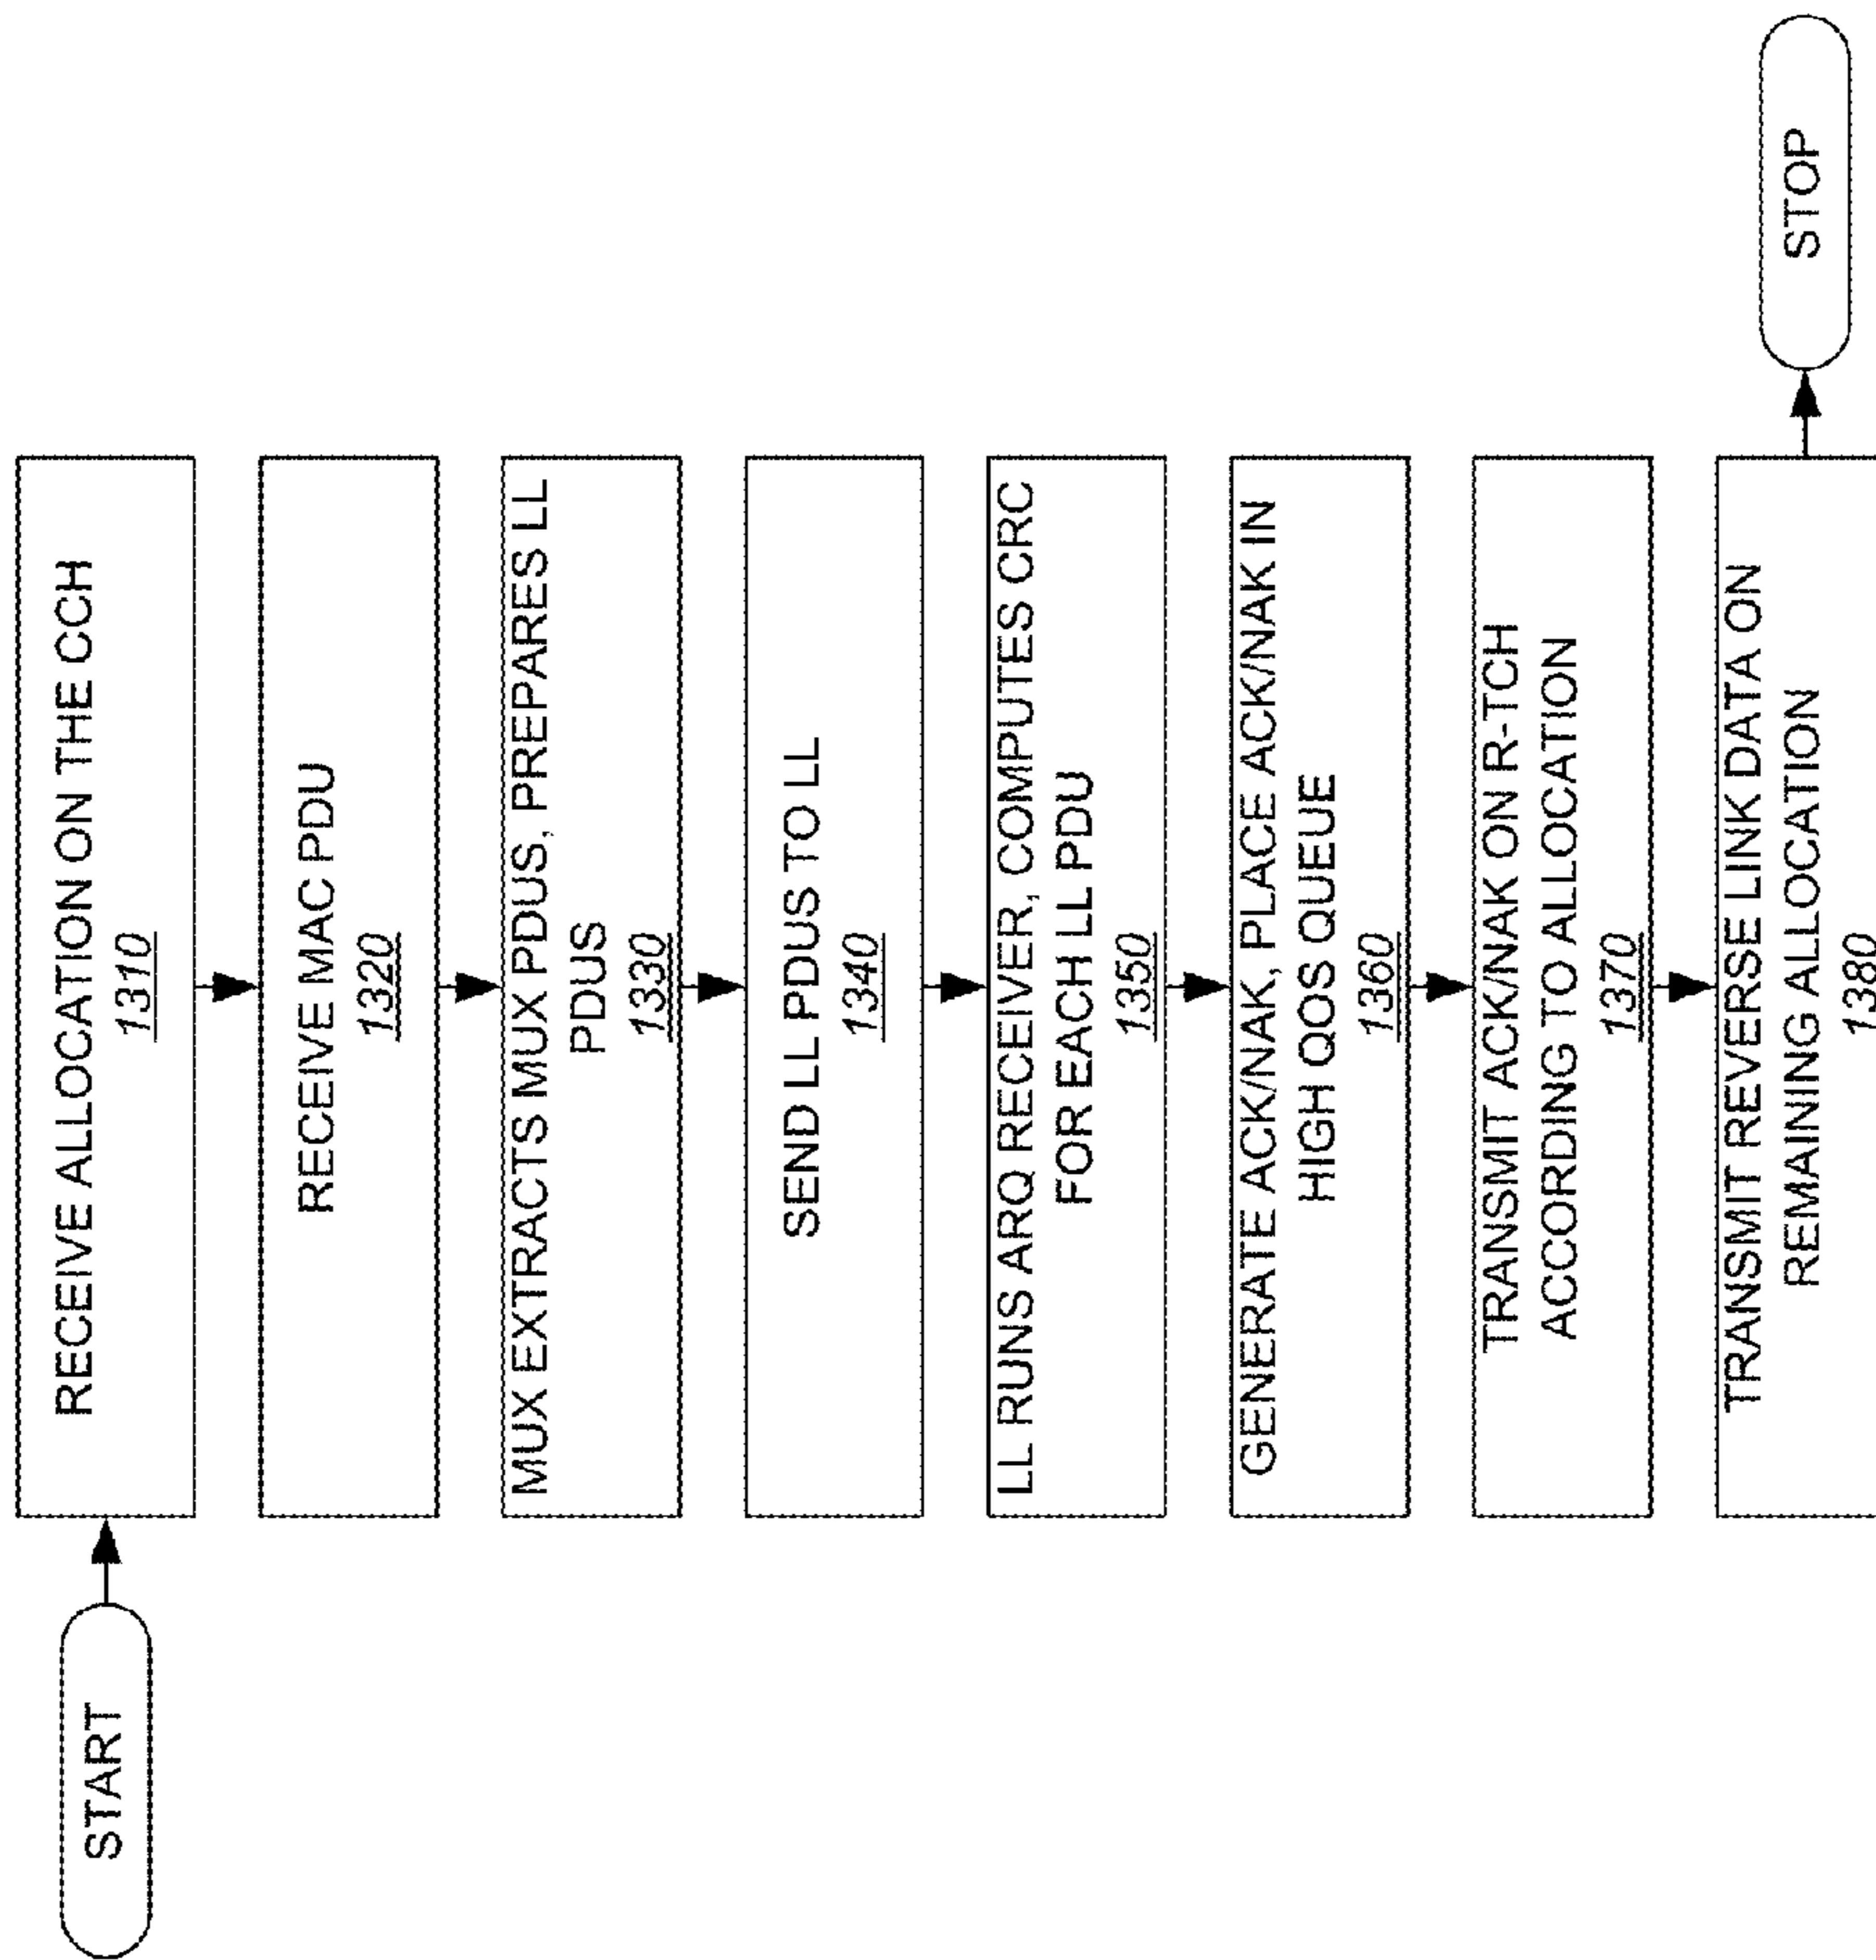 START
RECEIVE ALLOCATION ON THE CCH
1310
RECEIVE MAC PDU
1320
MUX EXTRACTS MUX PDUS, PREPARES LL
PDUS
1330
SEND LL PDUS TO LL
1340
LL RUNS ARQ RECEIVER, COMPUTES CRC
FOR EACH LL PDU
1350
GENERATE ACK/NAK, PLACE ACK/NAK IN
HIGH QOS QUEUE
1360
TRANSMIT ACK/NAK ON R-TCH
ACCORDING TO ALLOCATION
1370
TRANSMIT REVERSE LINK DATA ON
REMAINING ALLOCATION
1380
STOP